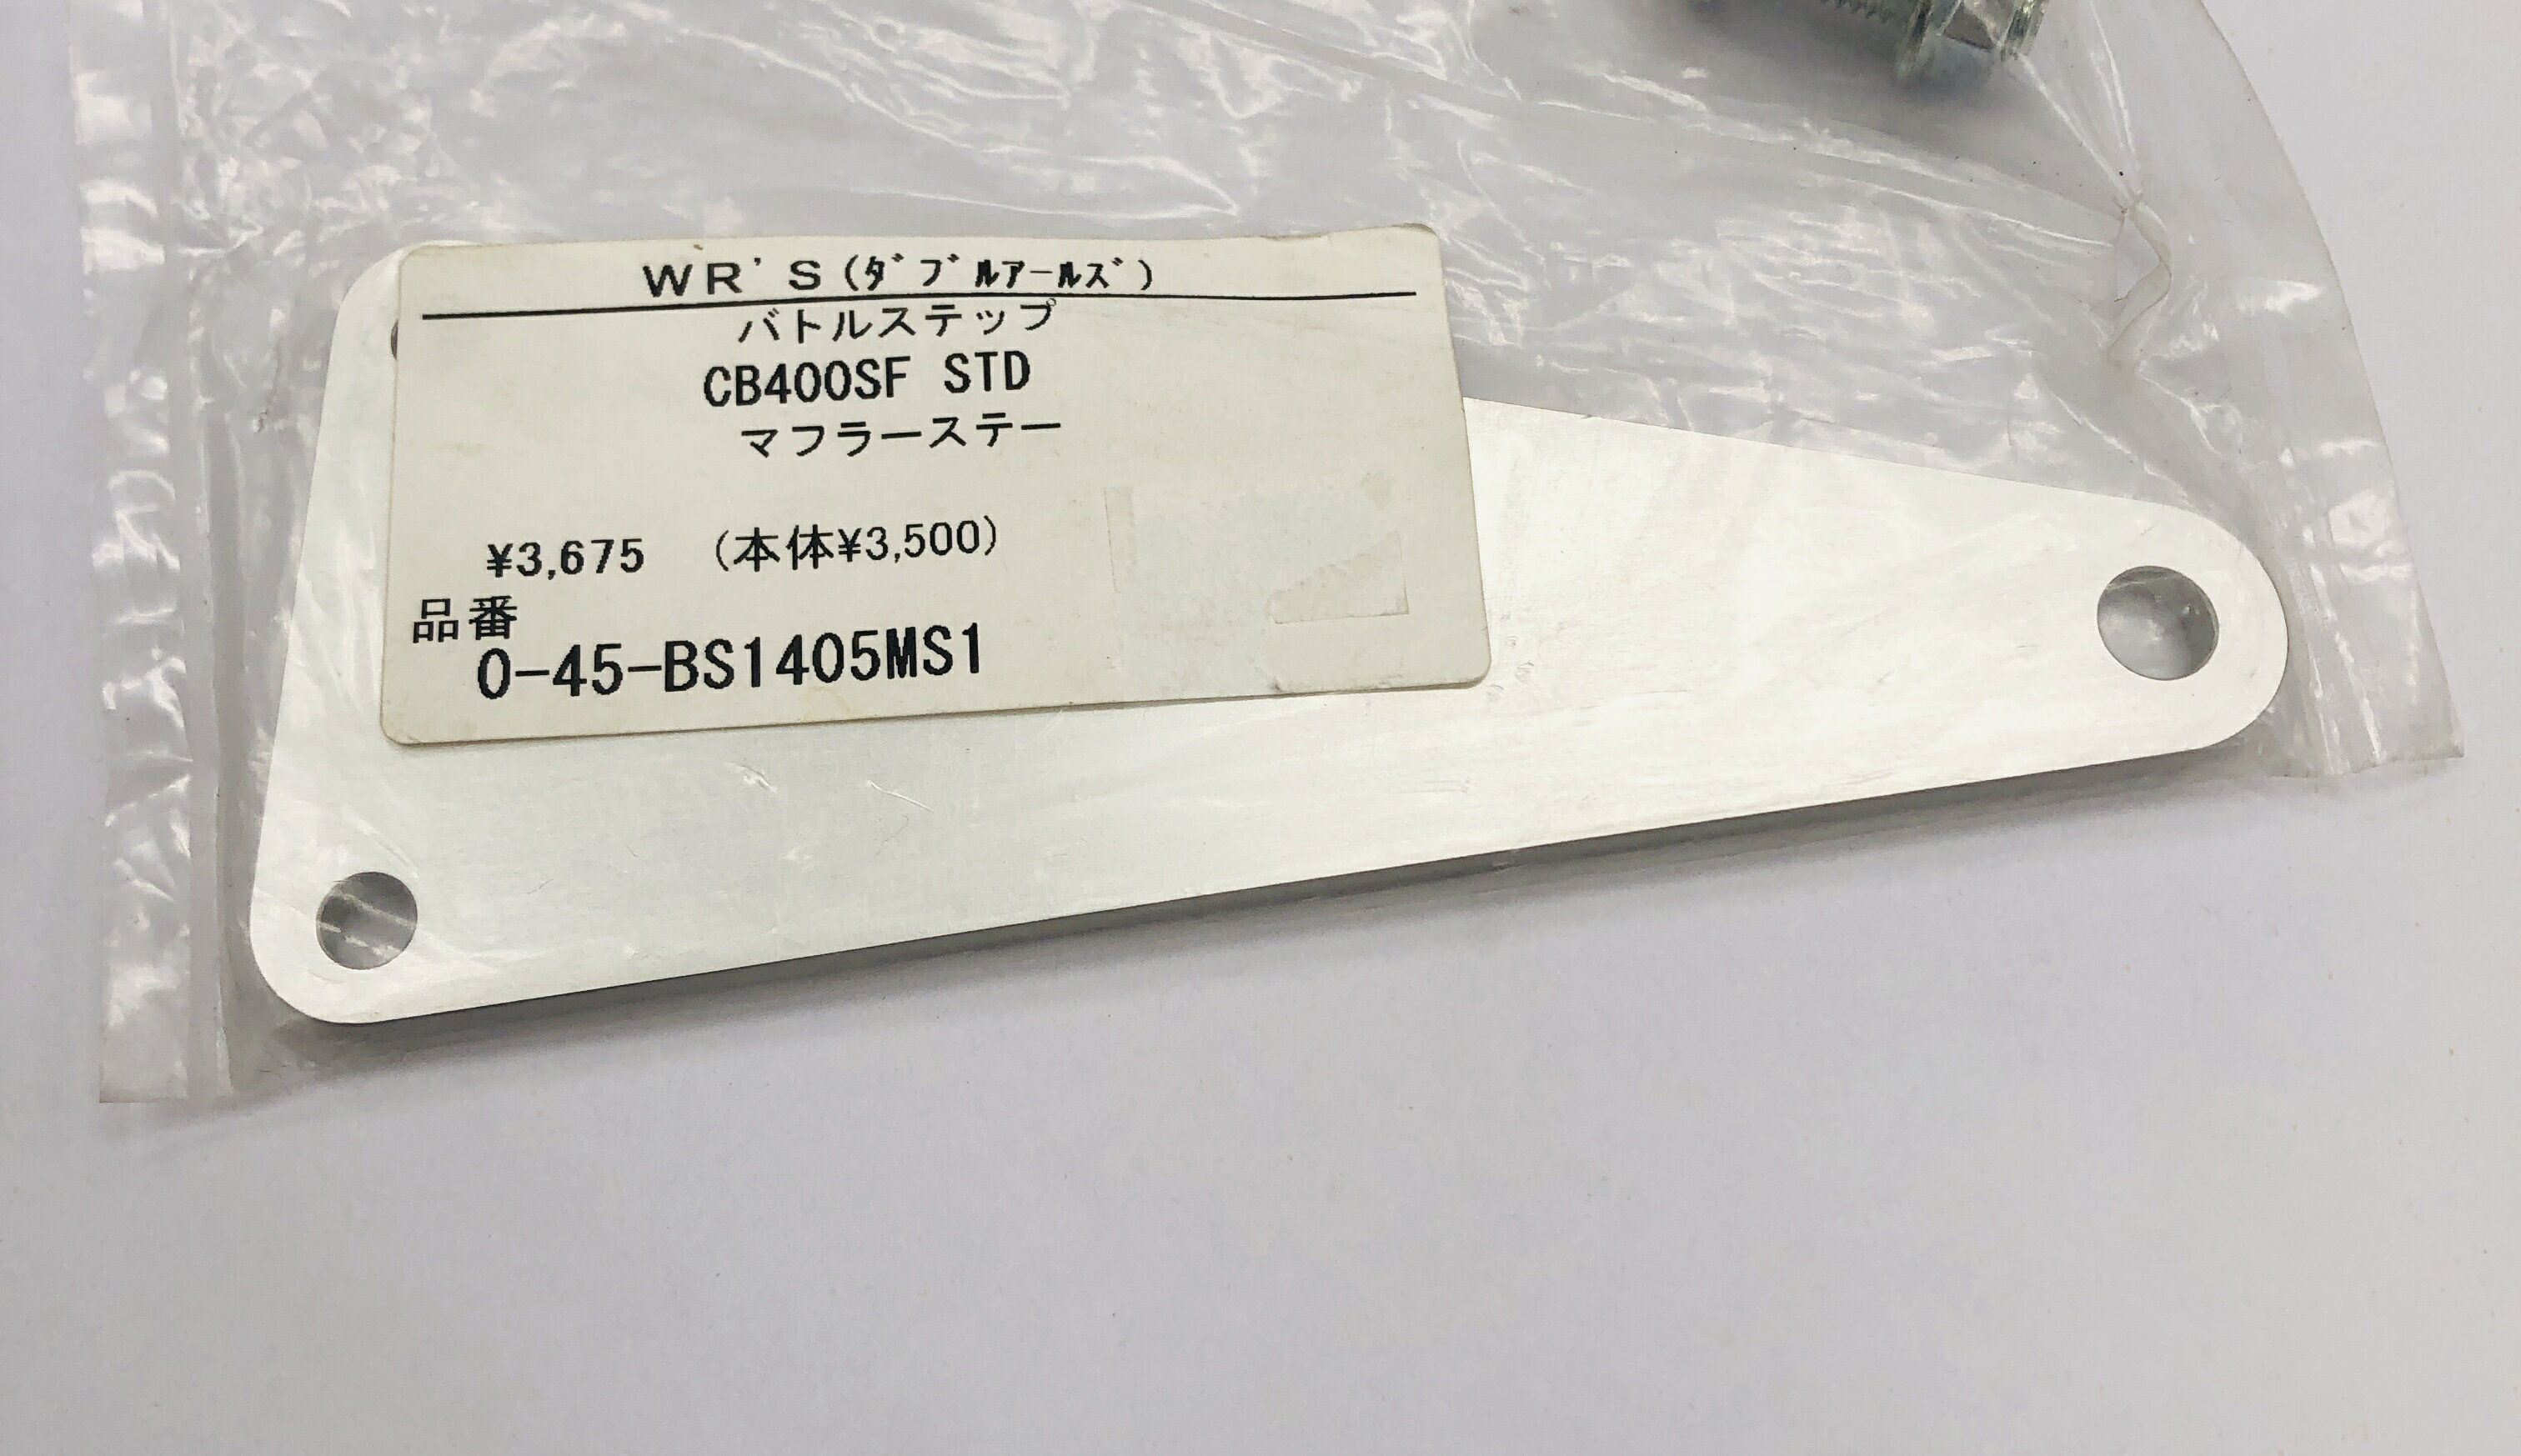 WR'S(ﾀﾞﾌﾞﾙｱｰﾙｽﾞ)
バトルステップ
CB400SF STD
マフラーステー
¥3,675 (本体¥3,500)
品番
0-45-BS1405MS1